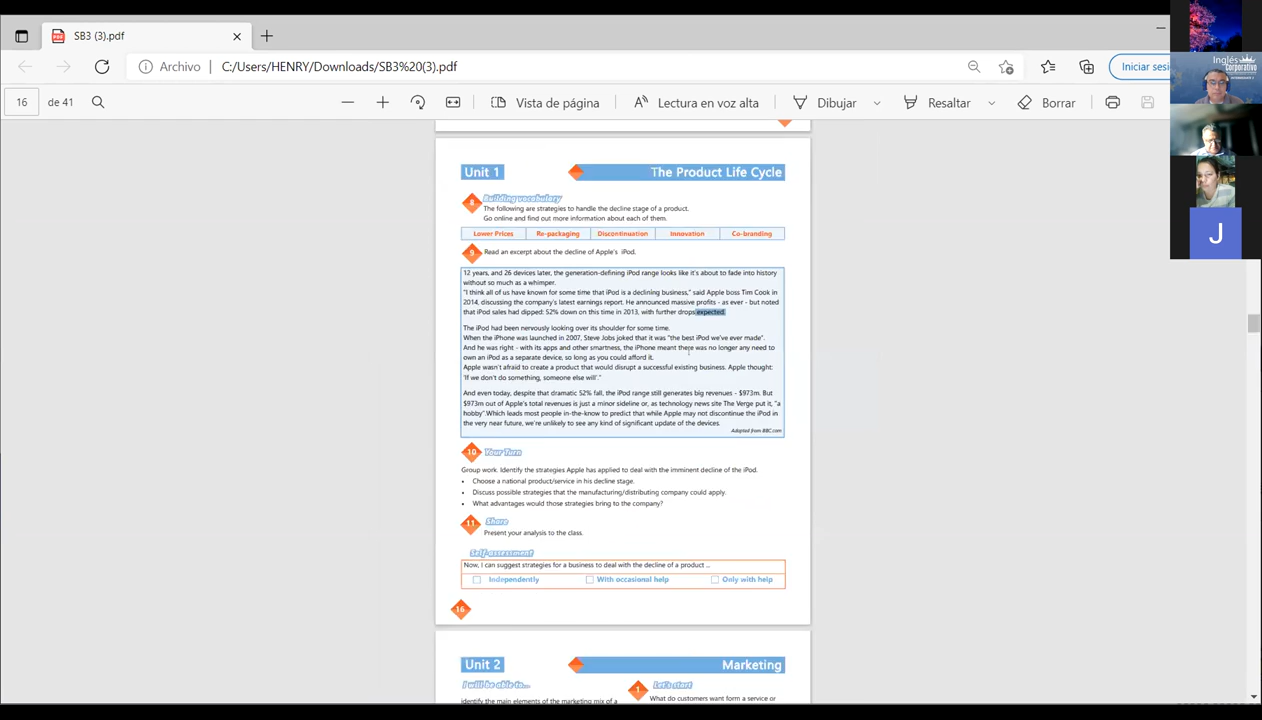 SB3 (3).pdf
Archivo C:/Users/HENRY/Downloads/SB3%20(3).pdf Iniciar sesi
16 de 41 Vista de página Lectura en voz alta Dibujar Resaltar Borrar
Inglés
Corporativo
J
Unit 1 The Product Life Cycle
8 Building vocabulary
The following are strategies to handle the decline stage of a product.
Go online and find out more information about each of them.
Lower Prices Re-packaging Discontinuation Innovation Co-branding
9 Read an excerpt about the decline of Apple's iPod.
12 years, and 26 devices later, the generation-defining iPod range looks like it's about to fade into history
without so much as a whimper.
"I think all of us have known for some time that iPod is a declining business," said Apple boss Tim Cook in
2014, discussing the company's latest earnings report. He announced massive profits - as ever - but noted
that iPod sales had dipped: 52% down on this time in 2013, with further drops expected.
The iPod had been nervously looking over its shoulder for some time.
When the iPhone was launched in 2007, Steve Jobs joked that it was "the best iPod we've ever made".
And he was right - with its apps and other smartness, the iPhone meant there was no longer any need to
own an iPod as a separate device, so long as you could afford it.
Apple wasn't afraid to create a product that would disrupt a successful existing business. Apple thought:
'If we don't do something, someone else will'."
And even today, despite that dramatic 52% fall, the iPod range still generates big revenues - $973m. But
$973m out of Apple's total revenues is just a minor sideline or, as technology news site The Verge put it, "a
hobby".Which leads most people in-the-know to predict that while Apple may not discontinue the iPod in
the very near future, we're unlikely to see any kind of significant update of the devices.
Adapted from BBC.com
10 Your Turn
Group work. Identify the strategies Apple has applied to deal with the imminent decline of the iPod.
• Choose a national product/service in his decline stage.
• Discuss possible strategies that the manufacturing/distributing company could apply.
• What advantages would those strategies bring to the company?
11 Share
Present your analysis to the class.
Self-assessment
Now, I can suggest strategies for a business to deal with the decline of a product ...
Independently With occasional help Only with help
16
Unit 2 Marketing
I will be able to... 1 Let's start
identify the main elements of the marketing mix of a What do customers want form a service or